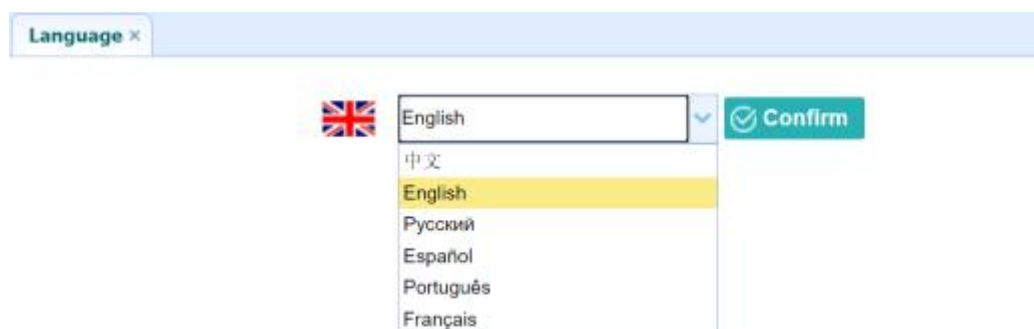 Language ×
English
Confirm
中文
English
Русский
Español
Português
Français